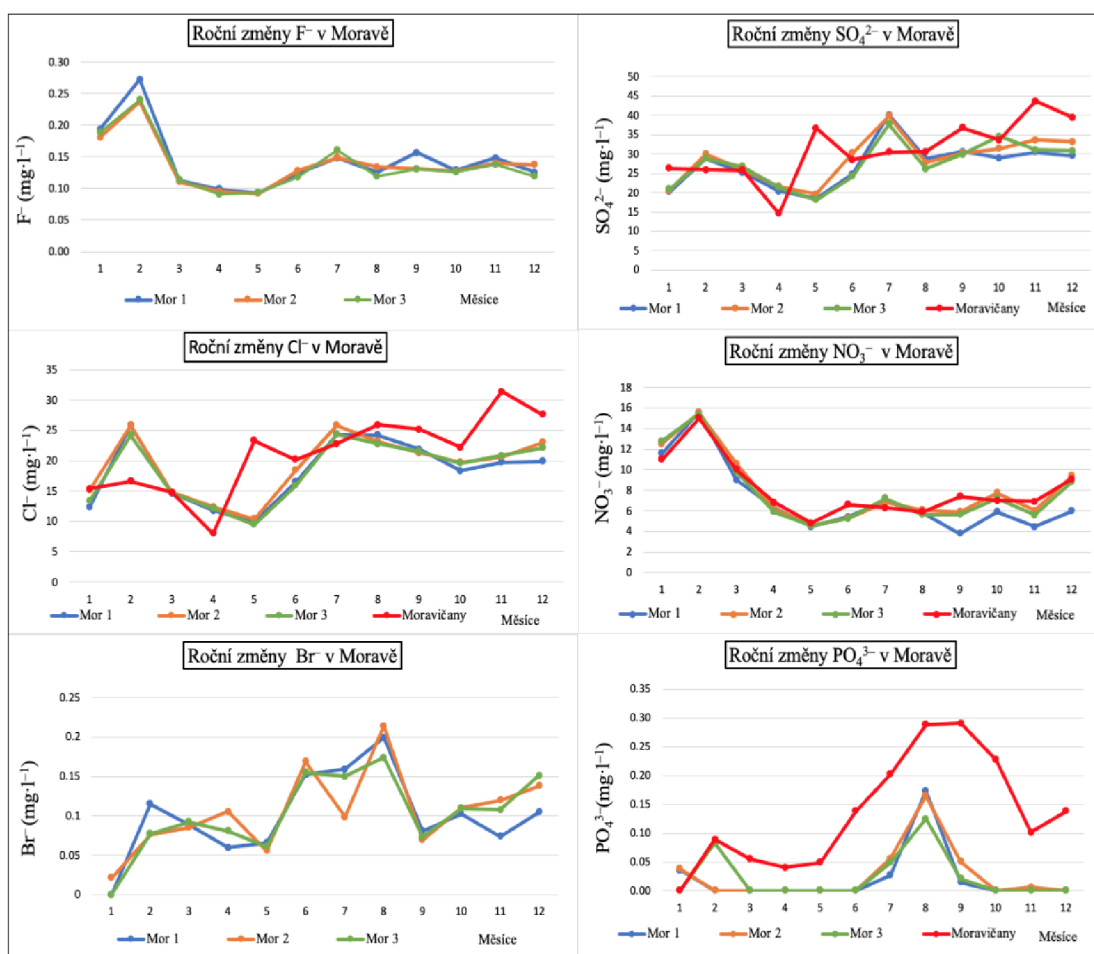 Roční změny F⁻ v Moravě
F⁻ (mg·l⁻¹)
0.30
0.25
0.20
0.15
0.10
0.05
0.00
1 2 3 4 5 6 7 8 9 10 11 12
Mor 1 Mor 2 Mor 3 Měsíce
Roční změny SO₄²⁻ v Moravě
SO₄²⁻ (mg·l⁻¹)
50
45
40
35
30
25
20
15
10
5
0
1 2 3 4 5 6 7 8 9 10 11 12
Mor 1 Mor 2 Mor 3 Moravičany Měsíce
Roční změny Cl⁻ v Moravě
Cl⁻ (mg·l⁻¹)
35
30
25
20
15
10
5
0
1 2 3 4 5 6 7 8 9 10 11 12
Mor 1 Mor 2 Mor 3 Moravičany Měsíce
Roční změny NO₃⁻ v Moravě
NO₃⁻ (mg·l⁻¹)
18
16
14
12
10
8
6
4
2
0
1 2 3 4 5 6 7 8 9 10 11 12
Mor 1 Mor 2 Mor 3 Moravičany Měsíce
Roční změny Br⁻ v Moravě
Br⁻ (mg·l⁻¹)
0.25
0.2
0.15
0.1
0.05
0
1 2 3 4 5 6 7 8 9 10 11 12
Mor 1 Mor 2 Mor 3 Měsíce
Roční změny PO₄³⁻ v Moravě
PO₄³⁻(mg·l⁻¹)
0.35
0.30
0.25
0.20
0.15
0.10
0.05
0.00
1 2 3 4 5 6 7 8 9 10 11 12
Mor 1 Mor 2 Mor 3 Moravičany Měsíce